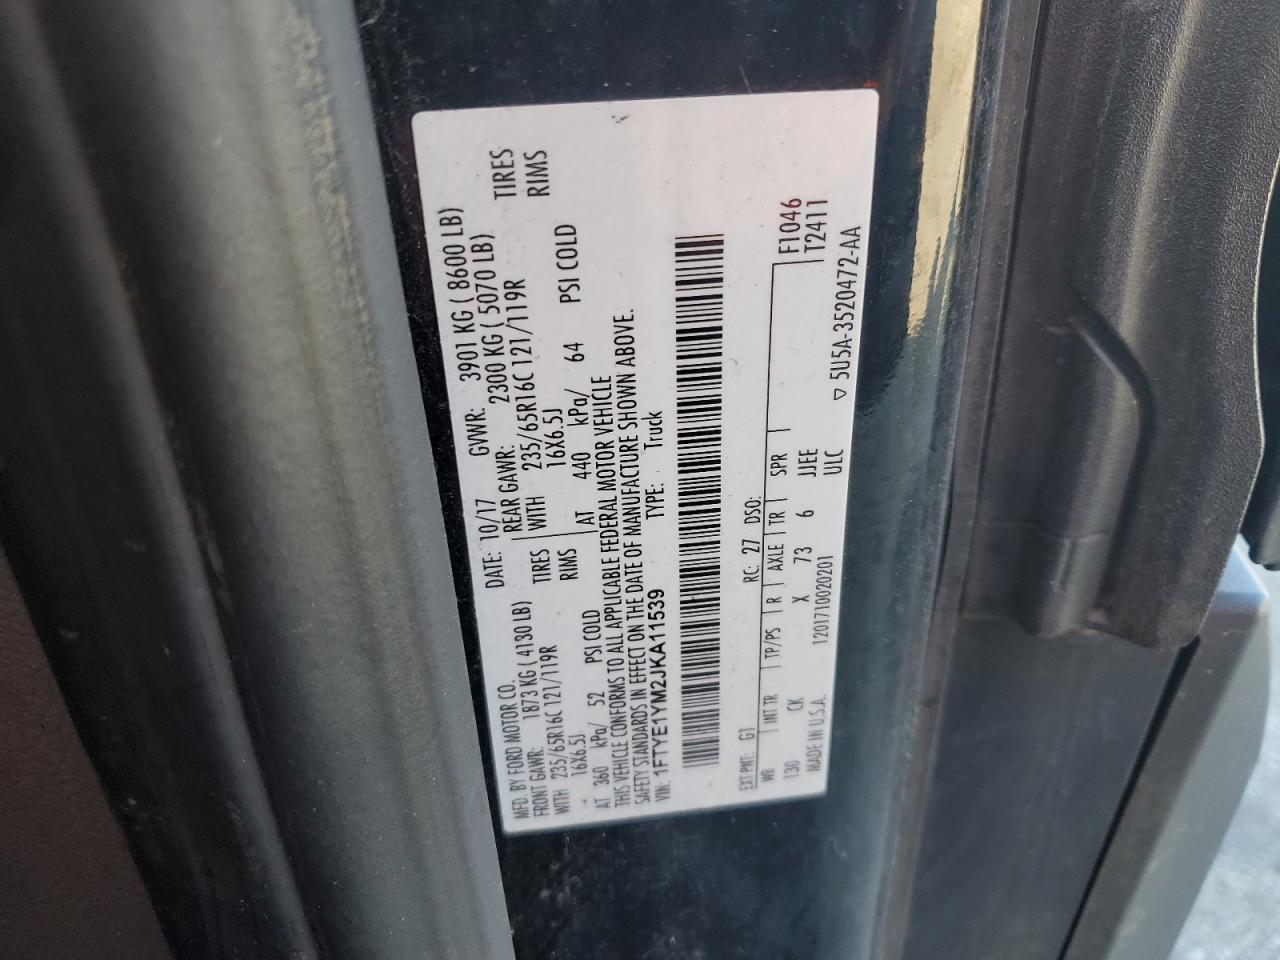 MFD. BY FORD MOTOR CO.
DATE: 10/17 GVWR: 3901 KG ( 8600 LB)
FRONT GAWR: 1873 KG ( 4130 LB) REAR GAWR: 2300 KG ( 5070 LB)
WITH 235/65R16C 121/119R TIRES WITH 235/65R16C 121/119R TIRES
16X6.5J RIMS 16X6.5J RIMS
AT 360 kPa/ 52 PSI COLD AT 440 kPa/ 64 PSI COLD
THIS VEHICLE CONFORMS TO ALL APPLICABLE FEDERAL MOTOR VEHICLE
SAFETY STANDARDS IN EFFECT ON THE DATE OF MANUFACTURE SHOWN ABOVE.
VIN: 1FTYE1YM2JKA11539 TYPE: Truck
EXT PNT: G1 RC: 27 DSO:
WB INT TR TP/PS R AXLE TR SPR F1046
130 CK X 73 6 JJEE T2411
MADE IN U.S.A. 1201710020201 ULC
▽ 5U5A-3520472-AA